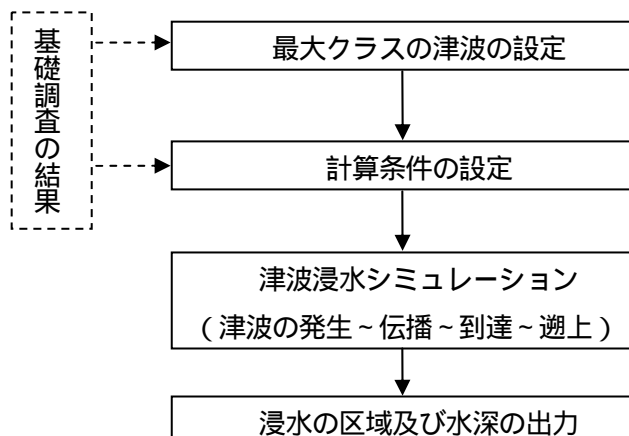 基礎調査の結果
最大クラスの津波の設定
計算条件の設定
津波浸水シミュレーション
（津波の発生～伝播～到達～遡上）
浸水の区域及び水深の出力